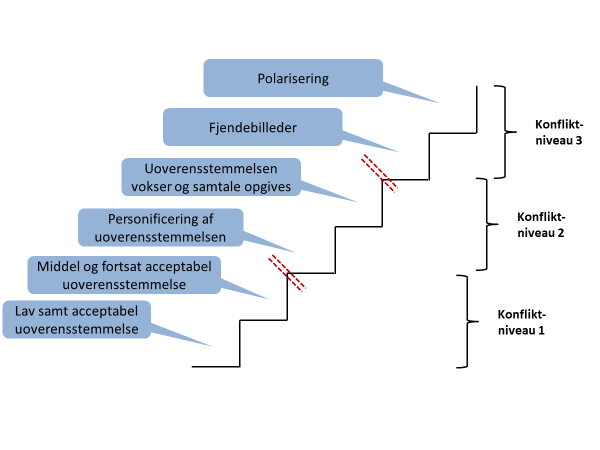 Polarisering
Konflikt-
niveau 3
Fjendebilleder
Uoverensstemmelsen
vokser og samtale opgives
Personificering af
uoverensstemmelsen
Konflikt-
niveau 2
Middel og fortsat acceptabel
uoverensstemmelse
Lav samt acceptabel
uoverensstemmelse
Konflikt-
niveau 1